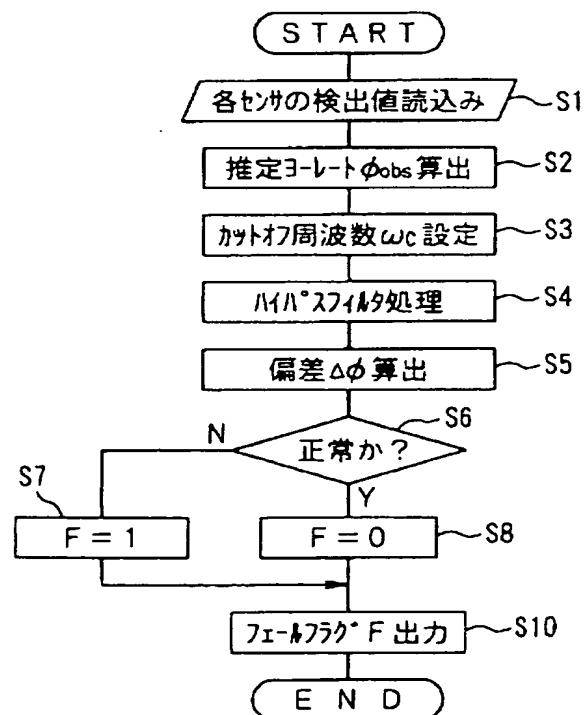 START
各センサの検出値読込み
S1
推定ヨーレートφobs算出
S2
カットオフ周波数ωc設定
S3
ハイパスフィルタ処理
S4
偏差Δφ算出
S5
正常か?
S6
N
Y
S7
F=1
F=0
S8
フェールフラグF出力
S10
END